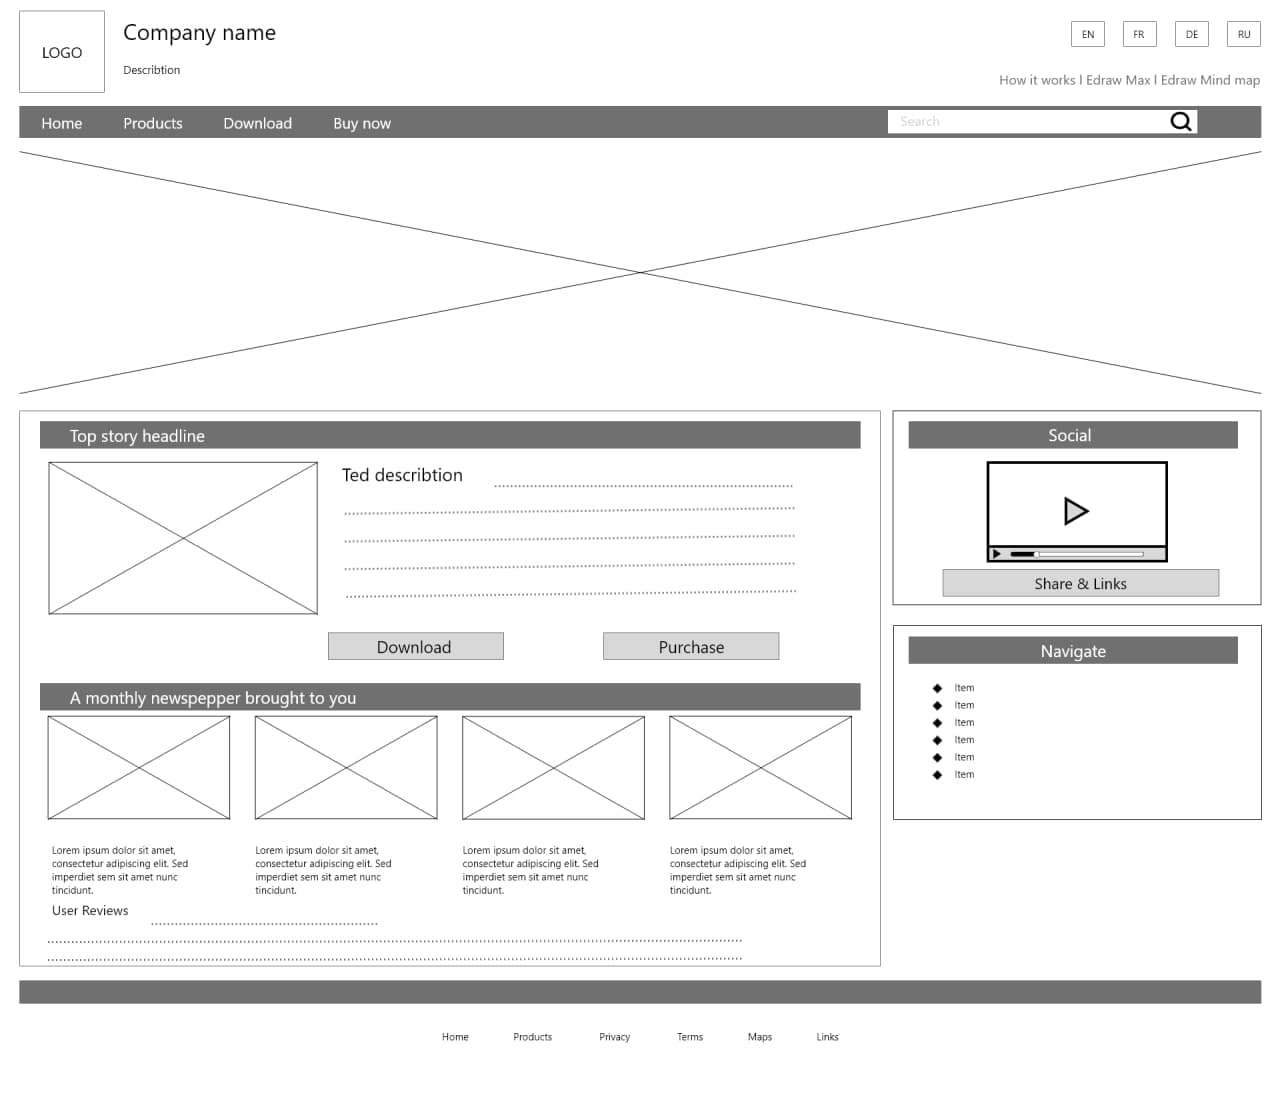 LOGO
Company name
Describtion
EN
FR
DE
RU
How it works l Edraw Max l Edraw Mind map
Home
Products
Download
Buy now
Search
Top story headline
Ted describtion
Download
Purchase
A monthly newspepper brought to you
Lorem ipsum dolor sit amet,
consectetur adipiscing elit. Sed
imperdiet sem sit amet nunc
tincidunt.
Lorem ipsum dolor sit amet,
consectetur adipiscing elit. Sed
imperdiet sem sit amet nunc
tincidunt.
Lorem ipsum dolor sit amet,
consectetur adipiscing elit. Sed
imperdiet sem sit amet nunc
tincidunt.
Lorem ipsum dolor sit amet,
consectetur adipiscing elit. Sed
imperdiet sem sit amet nunc
tincidunt.
User Reviews
Social
Share & Links
Navigate
Item
Item
Item
Item
Item
Item
Home
Products
Privacy
Terms
Maps
Links